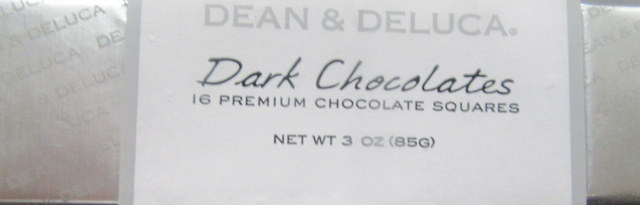 DEAN & DELUCA.
Dark Chocolates
16 PREMIUM CHOCOLATE SQUARES
NET WT 3 OZ (85G)